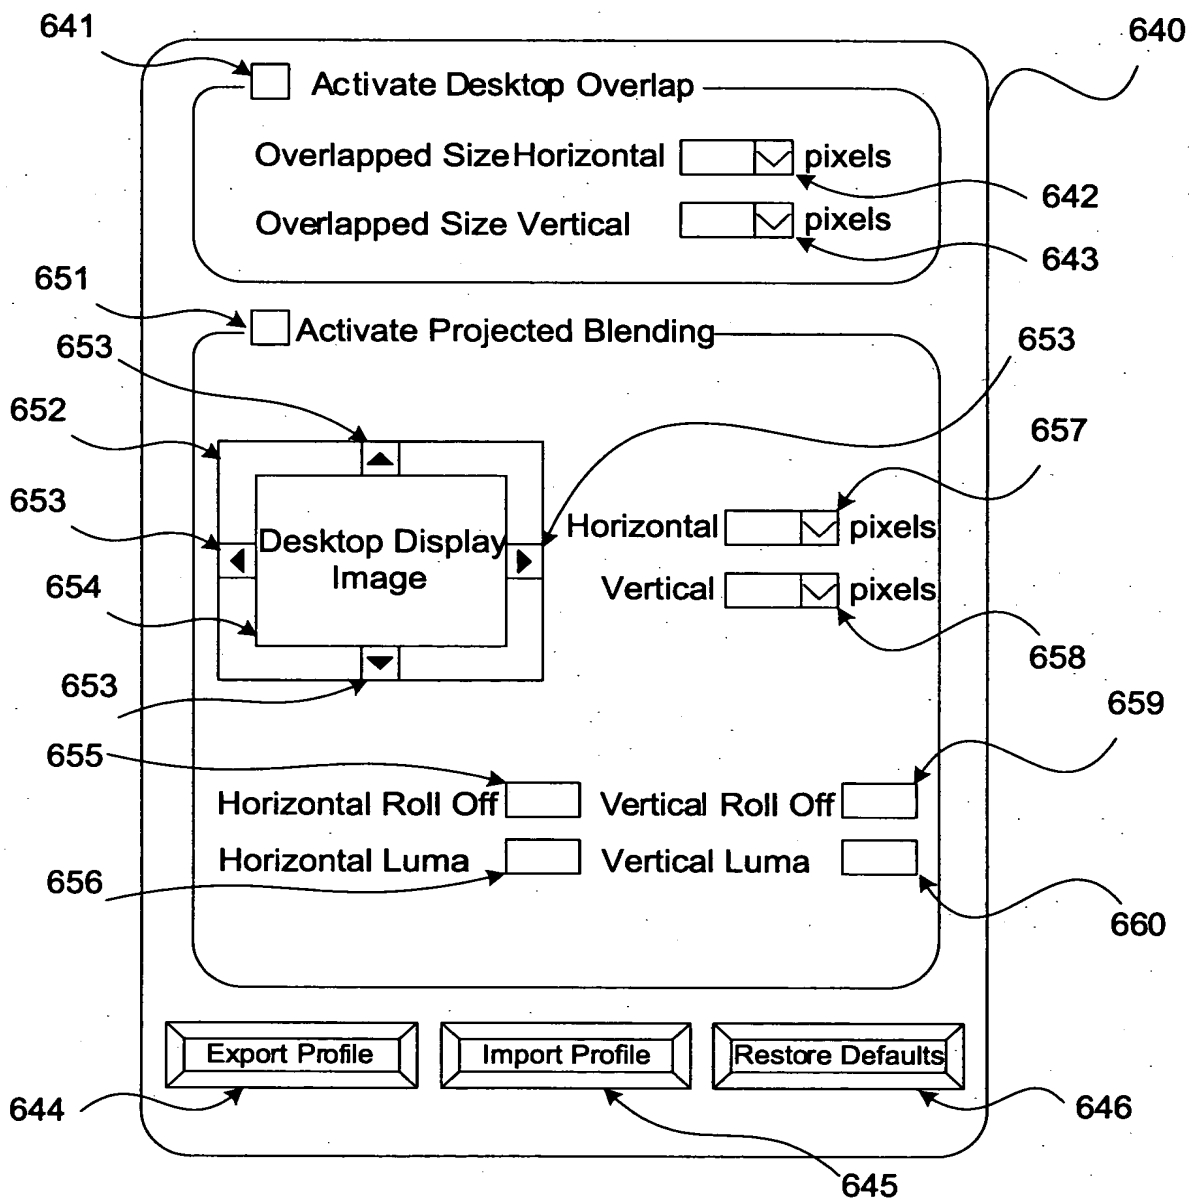 641
640
Activate Desktop Overlap
Overlapped Size Horizontal
pixels
642
Overlapped Size Vertical
pixels
643
651
Activate Projected Blending
653
653
652
657
653
Desktop Display
Image
Horizontal
pixels
654
Vertical
pixels
658
653
659
655
Horizontal Roll Off
Vertical Roll Off
Horizontal Luma
Vertical Luma
656
660
Export Profile
Import Profile
Restore Defaults
644
646
645